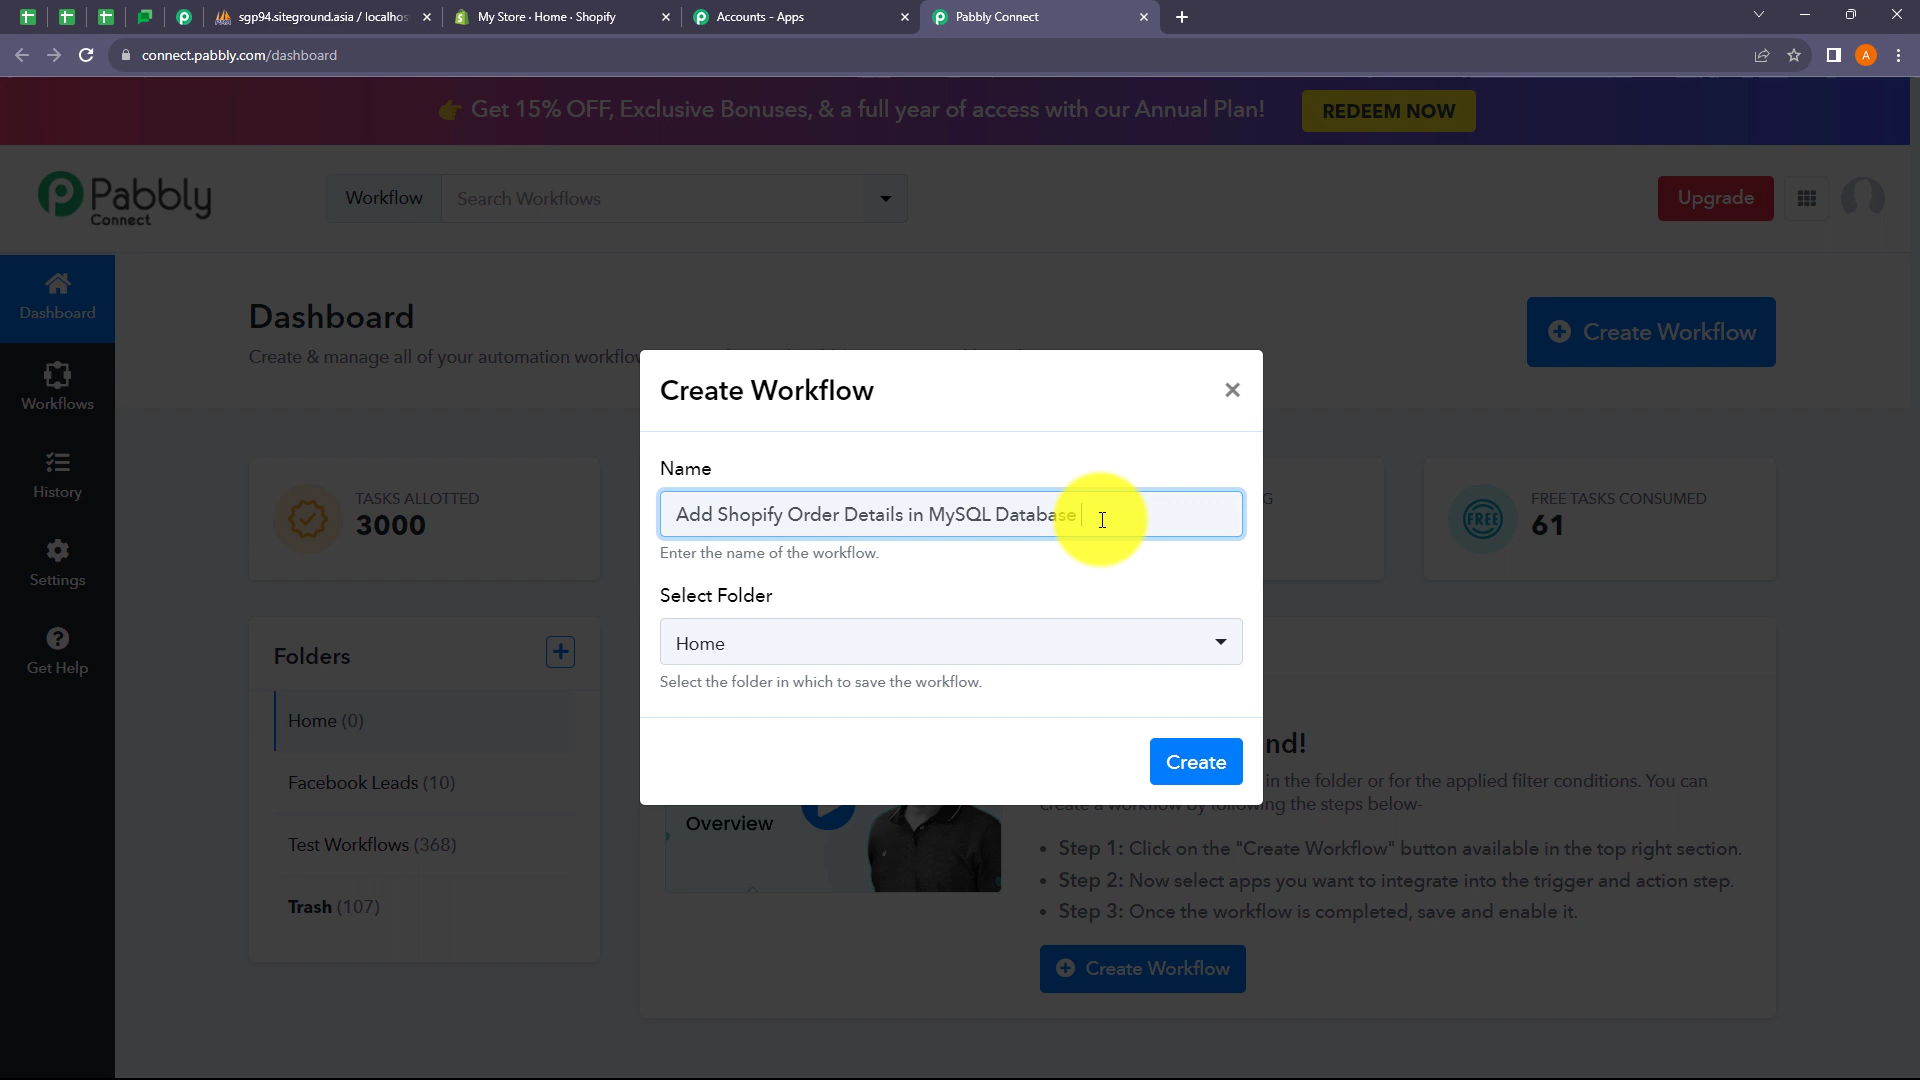 sgp94.siteground.asia / localhos
My Store · Home · Shopify
Accounts - Apps
Pabbly Connect
connect.pabbly.com/dashboard
A
👉 Get 15% OFF, Exclusive Bonuses, & a full year of access with our Annual Plan!
REDEEM NOW
Pabbly
Connect
Workflow
Search Workflows
Upgrade
Dashboard
Workflows
History
Settings
Get Help
Dashboard
Create & manage all of your automation workflo
Create Workflow
TASKS ALLOTTED
3000
G
FREE TASKS CONSUMED
FREE
61
Create Workflow
Name
Add Shopify Order Details in MySQL Database
Enter the name of the workflow.
Select Folder
Home
Select the folder in which to save the workflow.
Create
Folders
Home (0)
Facebook Leads (10)
Test Workflows (368)
Trash (107)
Overview
nd!
in the folder or for the applied filter conditions. You can
create a workflow by following the steps below-
• Step 1: Click on the "Create Workflow" button available in the top right section.
• Step 2: Now select apps you want to integrate into the trigger and action step.
• Step 3: Once the workflow is completed, save and enable it.
Create Workflow